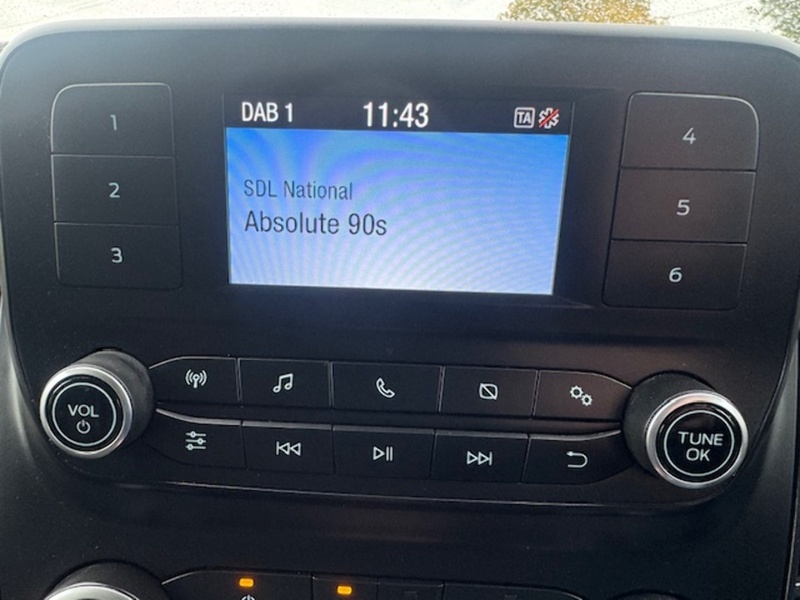 DAB 1 11:43 TA
SDL National
Absolute 90s
1
2
3
4
5
6
VOL
TUNE
OK